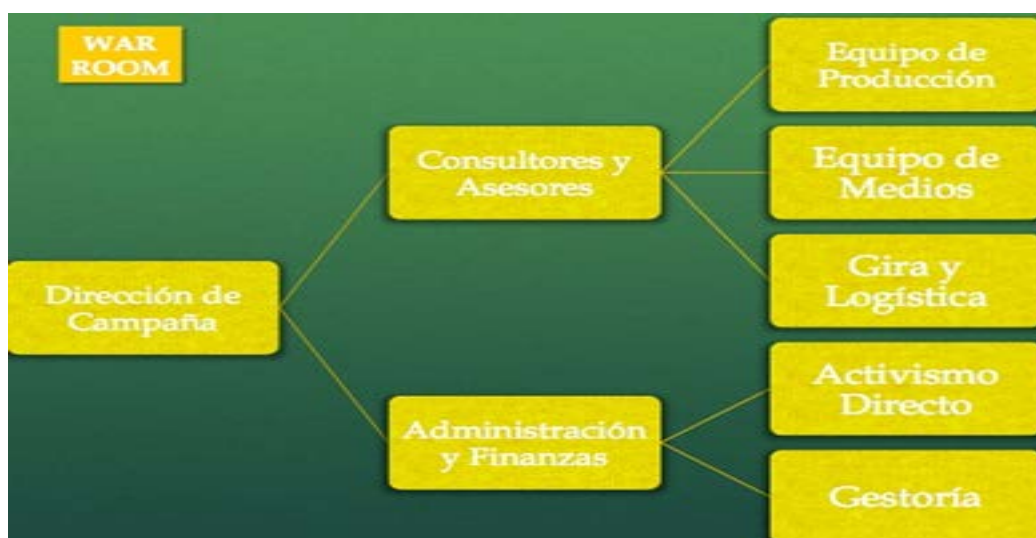 WAR
ROOM
Dirección de
Campaña
Consultores y
Asesores
Administración
y Finanzas
Equipo de
Producción
Equipo de
Medios
Gira y
Logística
Activismo
Directo
Gestoría